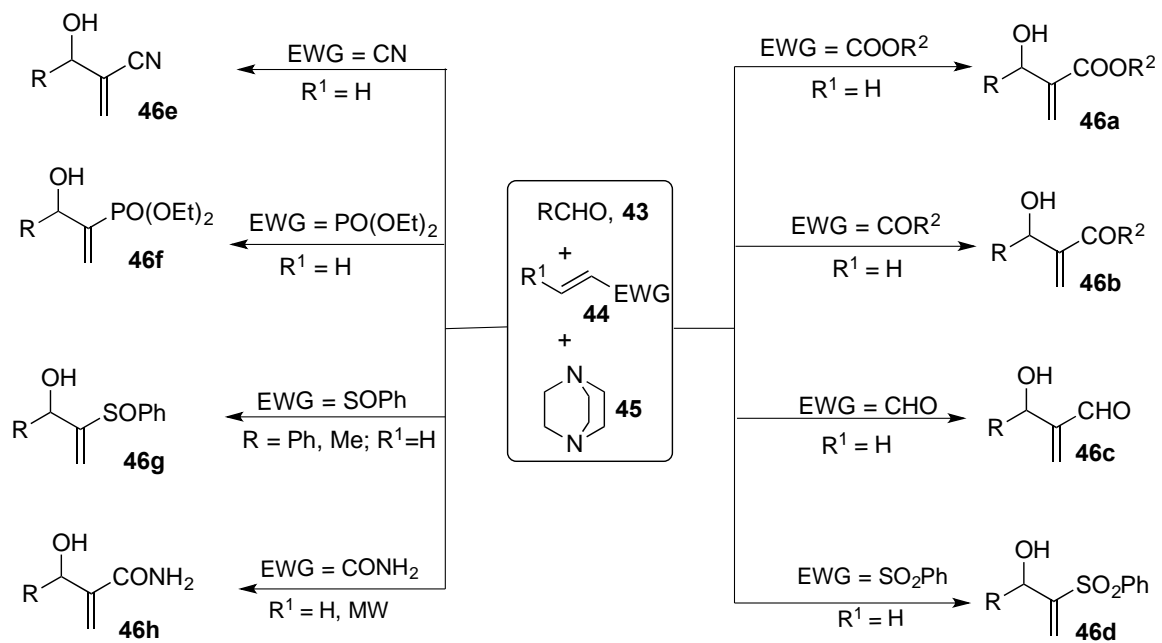 OH
R
CN
46e
EWG = CN
R¹ = H
OH
R
PO(OEt)₂
46f
EWG = PO(OEt)₂
R¹ = H
OH
R
SOPh
46g
EWG = SOPh
R = Ph, Me; R¹=H
OH
R
CONH₂
46h
EWG = CONH₂
R¹ = H, MW
RCHO, 43
+
R¹
EWG
44
+
N
45
N
EWG = COOR²
R¹ = H
OH
R
COOR²
46a
EWG = COR²
R¹ = H
OH
R
COR²
46b
EWG = CHO
R¹ = H
OH
R
CHO
46c
EWG = SO₂Ph
R¹ = H
OH
R
SO₂Ph
46d